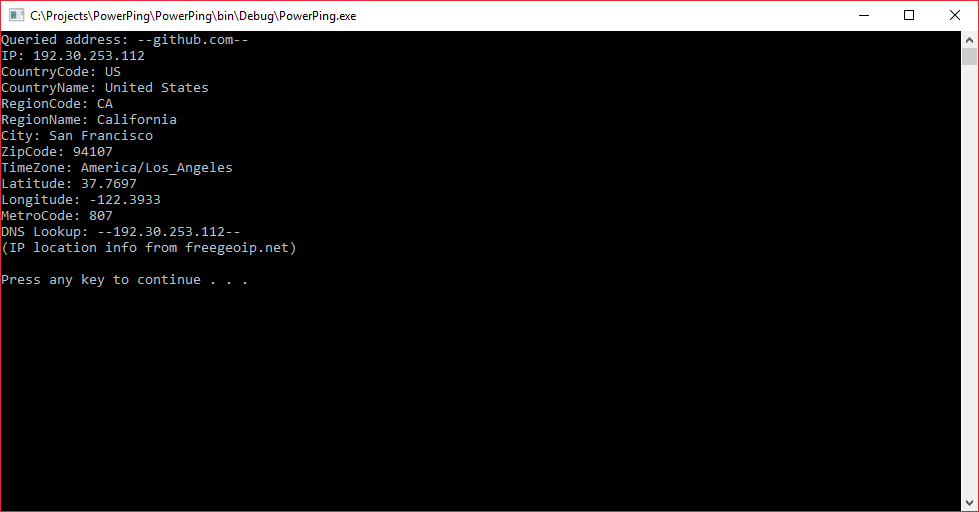 C:\Projects\PowerPing\PowerPing\bin\Debug\PowerPing.exe
Queried address: --github.com--
IP: 192.30.253.112
CountryCode: US
CountryName: United States
RegionCode: CA
RegionName: California
City: San Francisco
ZipCode: 94107
TimeZone: America/Los_Angeles
Latitude: 37.7697
Longitude: -122.3933
MetroCode: 807
DNS Lookup: --192.30.253.112--
(IP location info from freegeoip.net)
Press any key to continue . . .